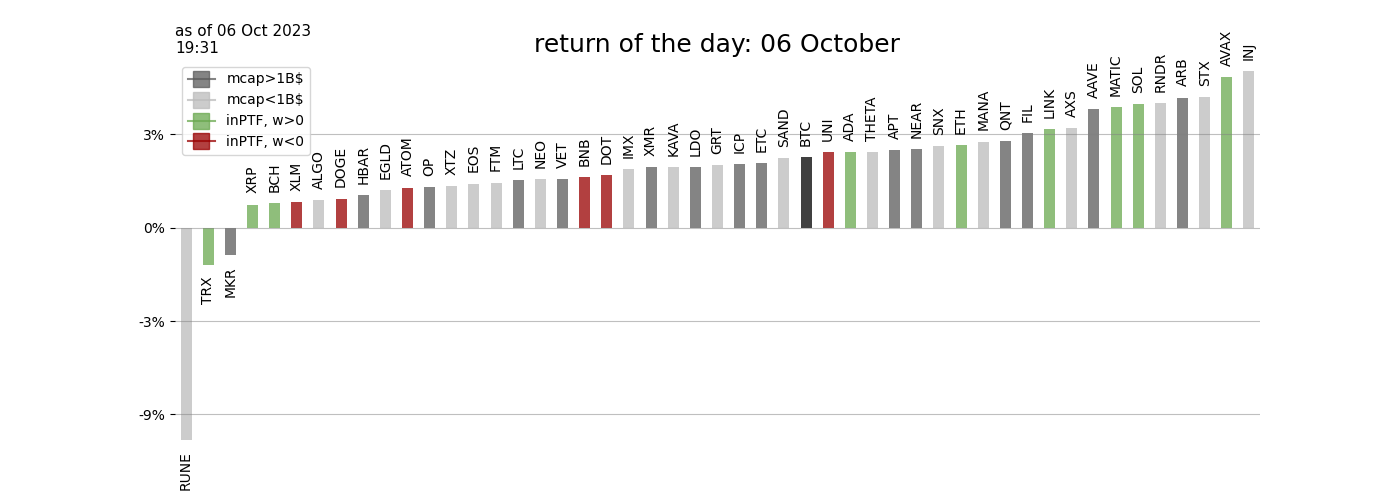 as of 06 Oct 2023
19:31
return of the day: 06 October
mcap>1B$
mcap<1B$
inPTF, w>0
inPTF, w<0
3%
0%
-3%
-9%
RUNE
TRX
MKR
XRP
BCH
XLM
ALGO
DOGE
HBAR
EGLD
ATOM
OP
XTZ
EOS
FTM
LTC
NEO
VET
BNB
DOT
IMX
XMR
KAVA
LDO
GRT
ICP
ETC
SAND
BTC
UNI
ADA
THETA
APT
NEAR
SNX
ETH
MANA
QNT
FIL
LINK
AXS
AAVE
MATIC
SOL
RNDR
ARB
STX
AVAX
INJ